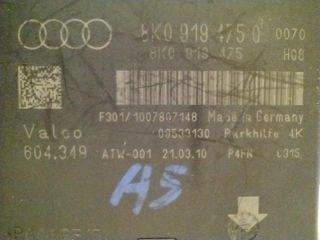 8K0 919 475 0070
8K0 919 475 H08
F301/1007807148 Made in Germany
Valeo 08533130 Parkhilfe 4K
604.349 ATW-001 21.03.10 P4FN 0315
A5